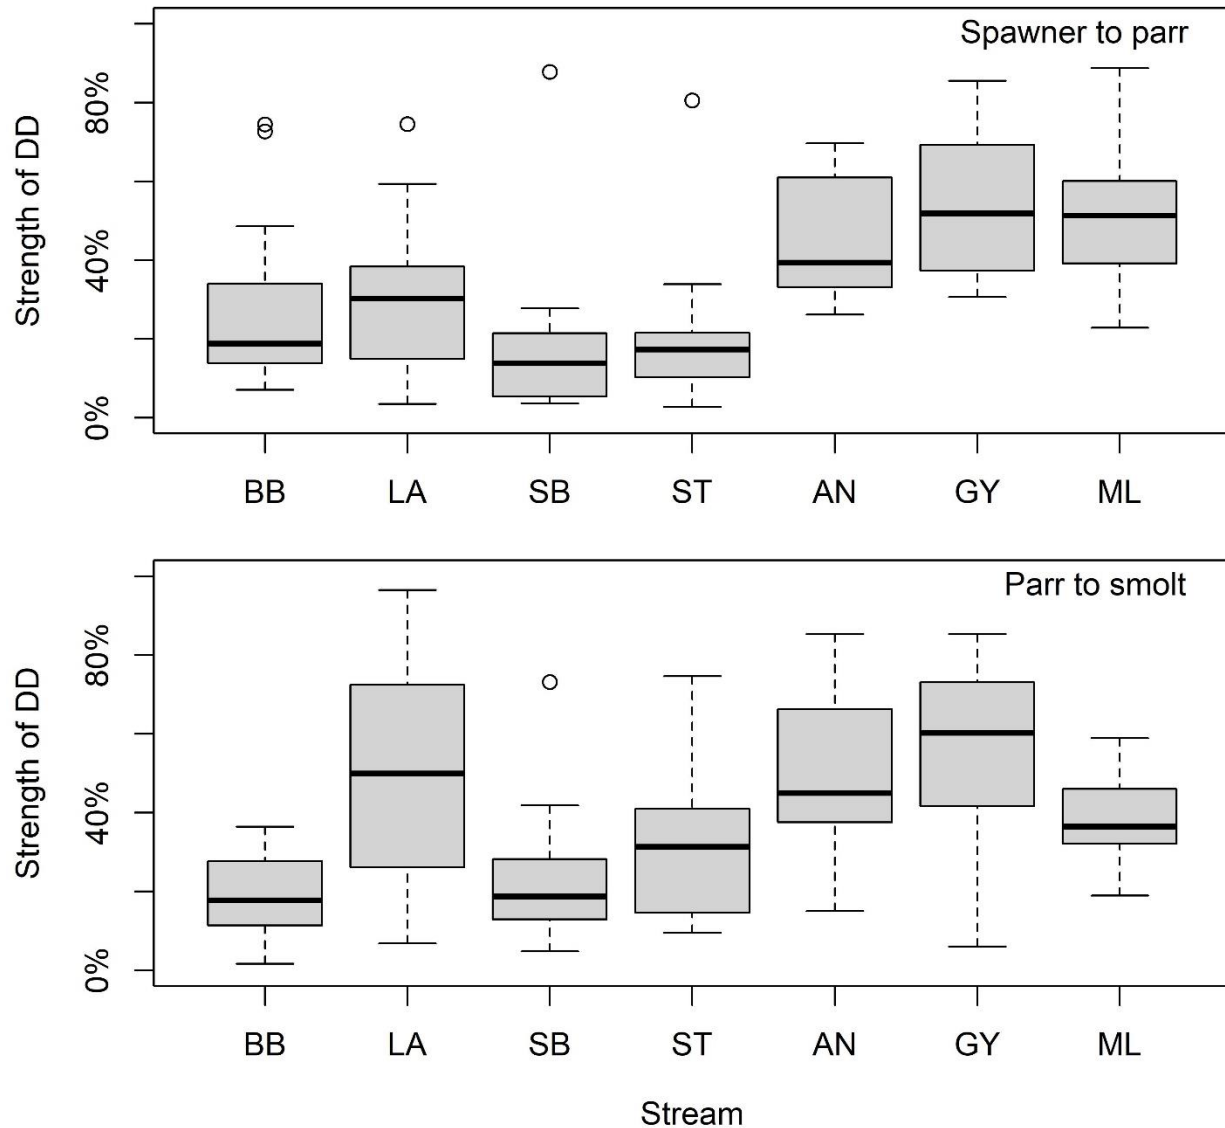 Spawner to parr
Strength of DD
80%
40%
0%
BB LA SB ST AN GY ML
Parr to smolt
Strength of DD
80%
40%
0%
BB LA SB ST AN GY ML
Stream